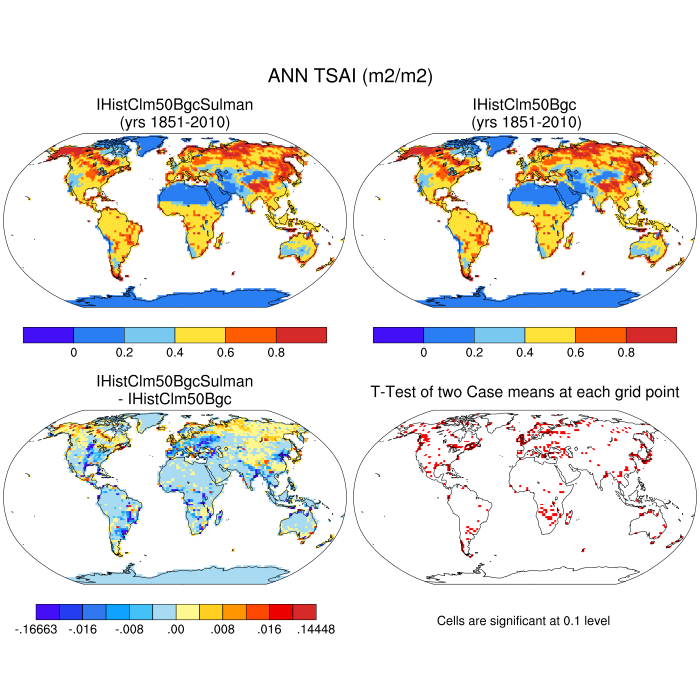 ANN TSAI (m2/m2)
IHistClm50BgcSulman
(yrs 1851-2010)
IHistClm50Bgc
(yrs 1851-2010)
0 0.2 0.4 0.6 0.8
0 0.2 0.4 0.6 0.8
IHistClm50BgcSulman
- IHistClm50Bgc
T-Test of two Case means at each grid point
-.16663 -.016 -.008 .00 .008 .016 .14448
Cells are significant at 0.1 level